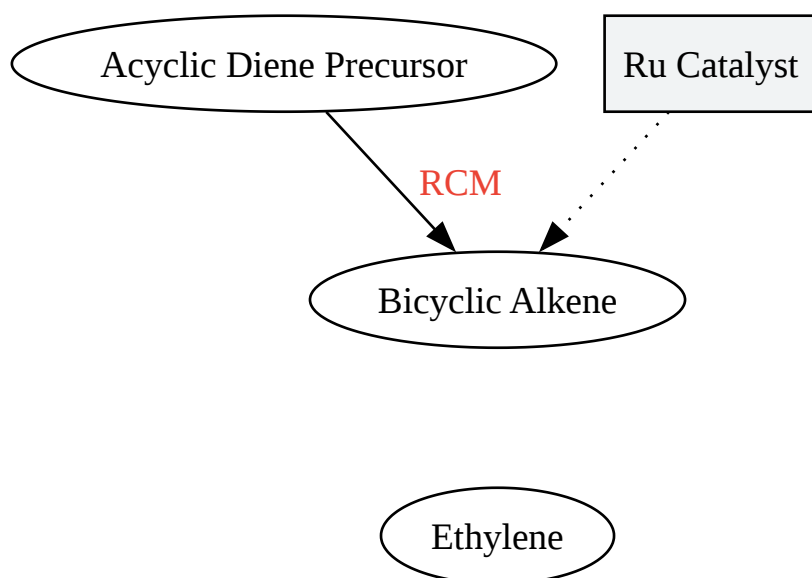 Acyclic Diene Precursor
Ru Catalyst
RCM
Bicyclic Alkene
Ethylene